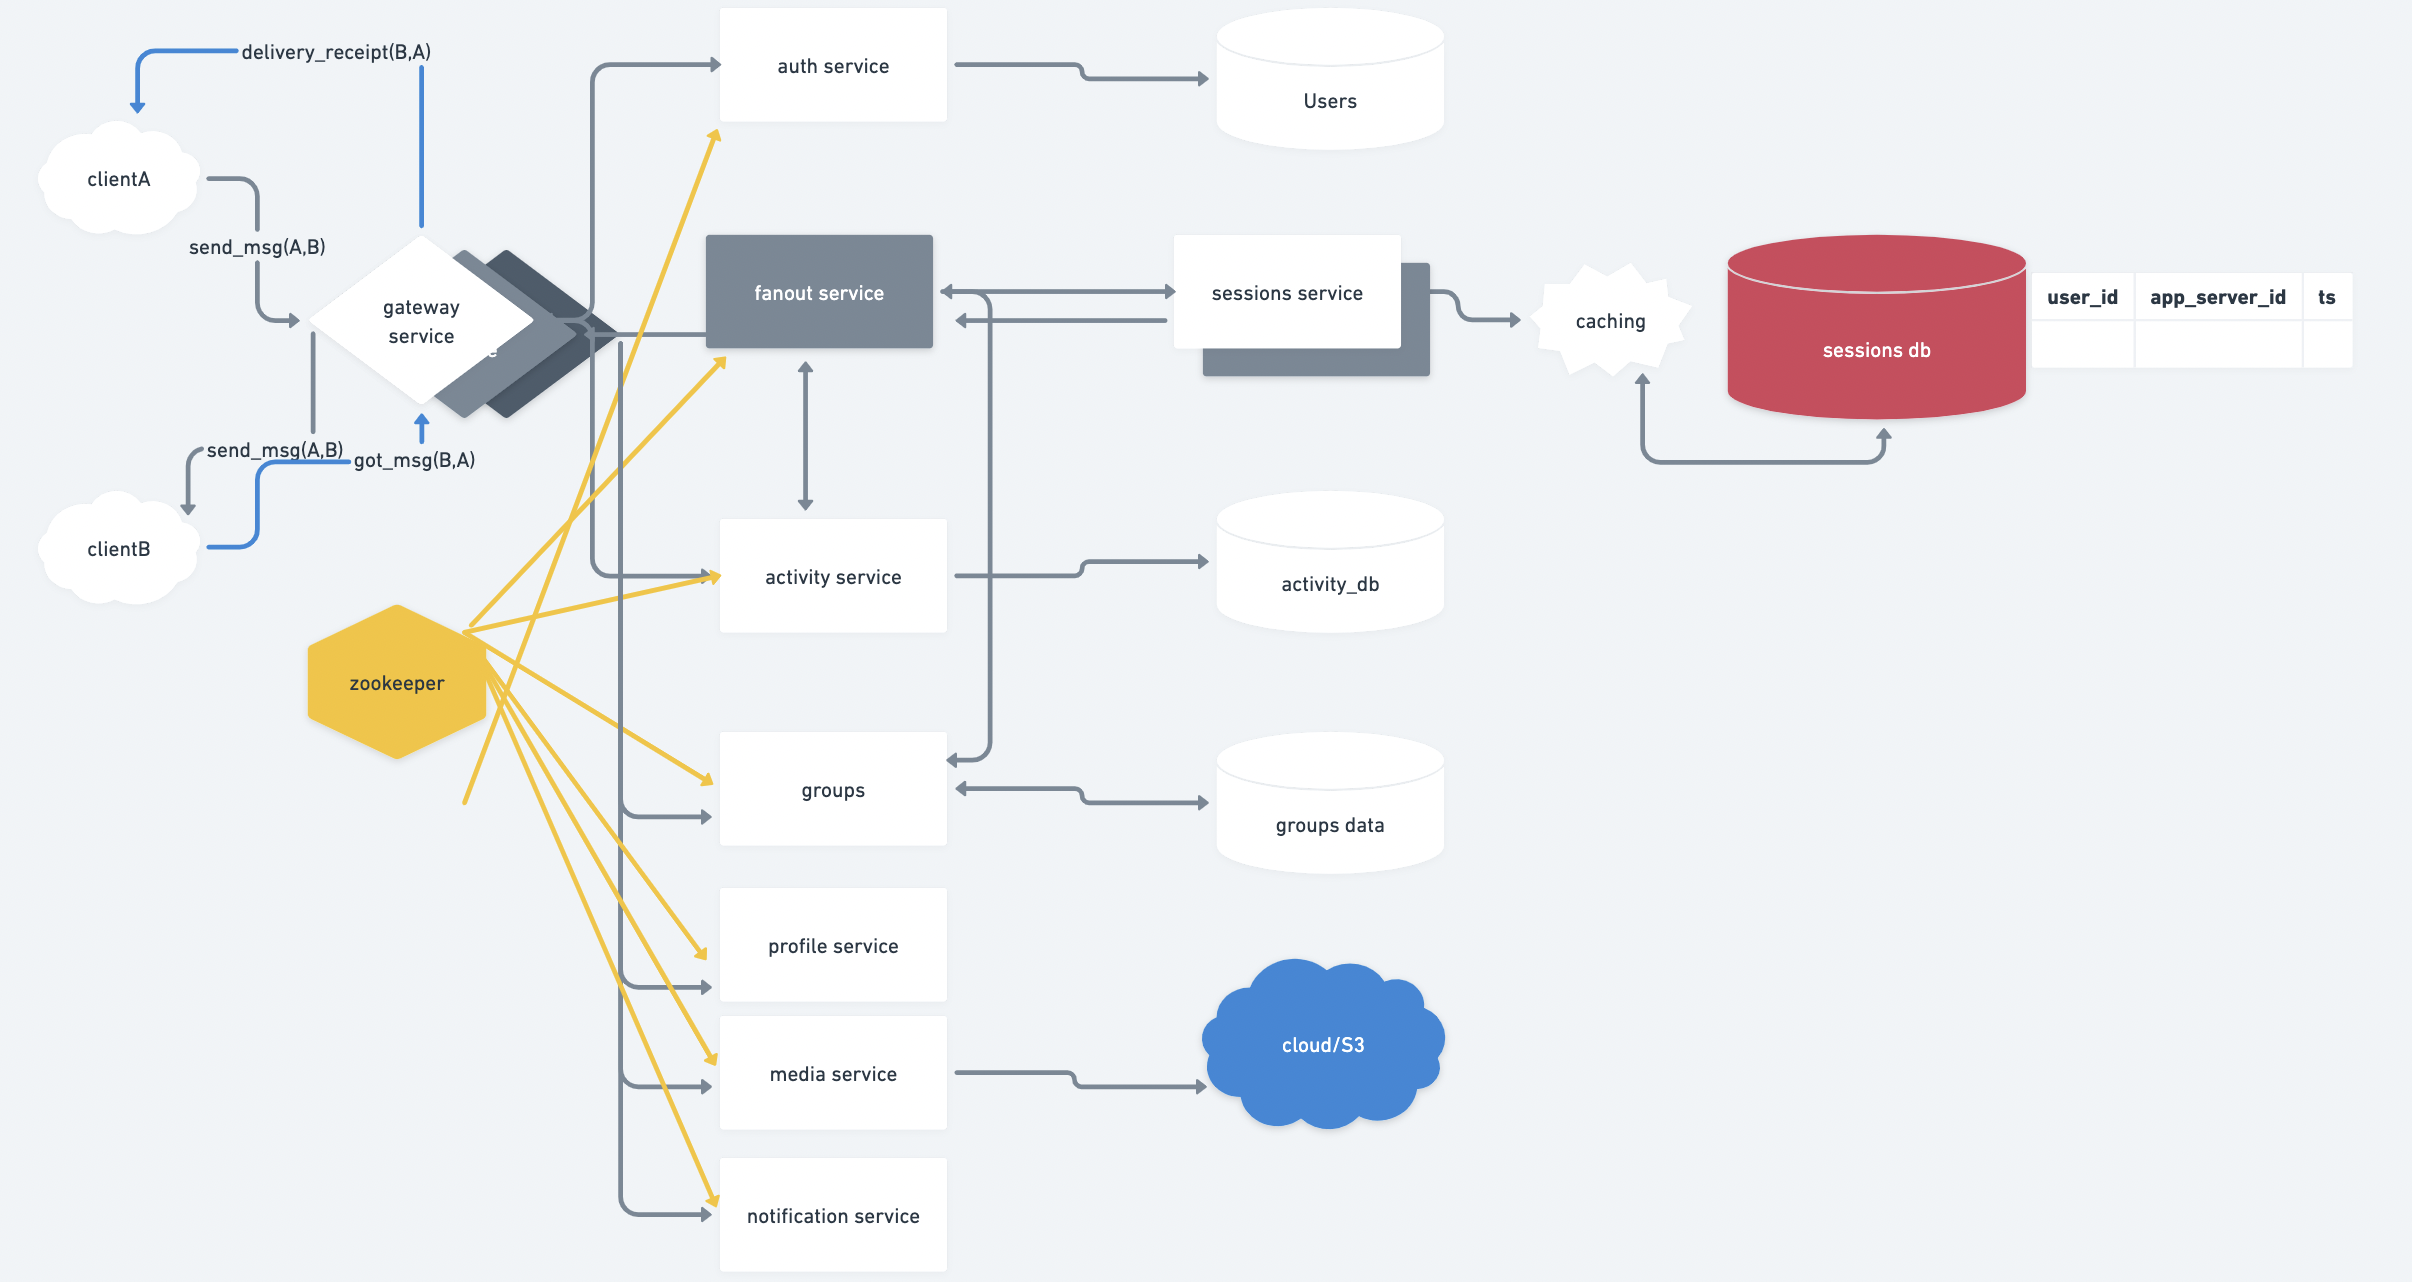 delivery_receipt(B,A)
auth service
Users
clientA
send_msg(A,B)
gateway
service
e
fanout service
sessions service
caching
sessions db
user_id
app_server_id
ts
send_msg(A,B)
got_msg(B,A)
clientB
activity service
activity_db
zookeeper
groups
groups data
profile service
media service
cloud/S3
notification service